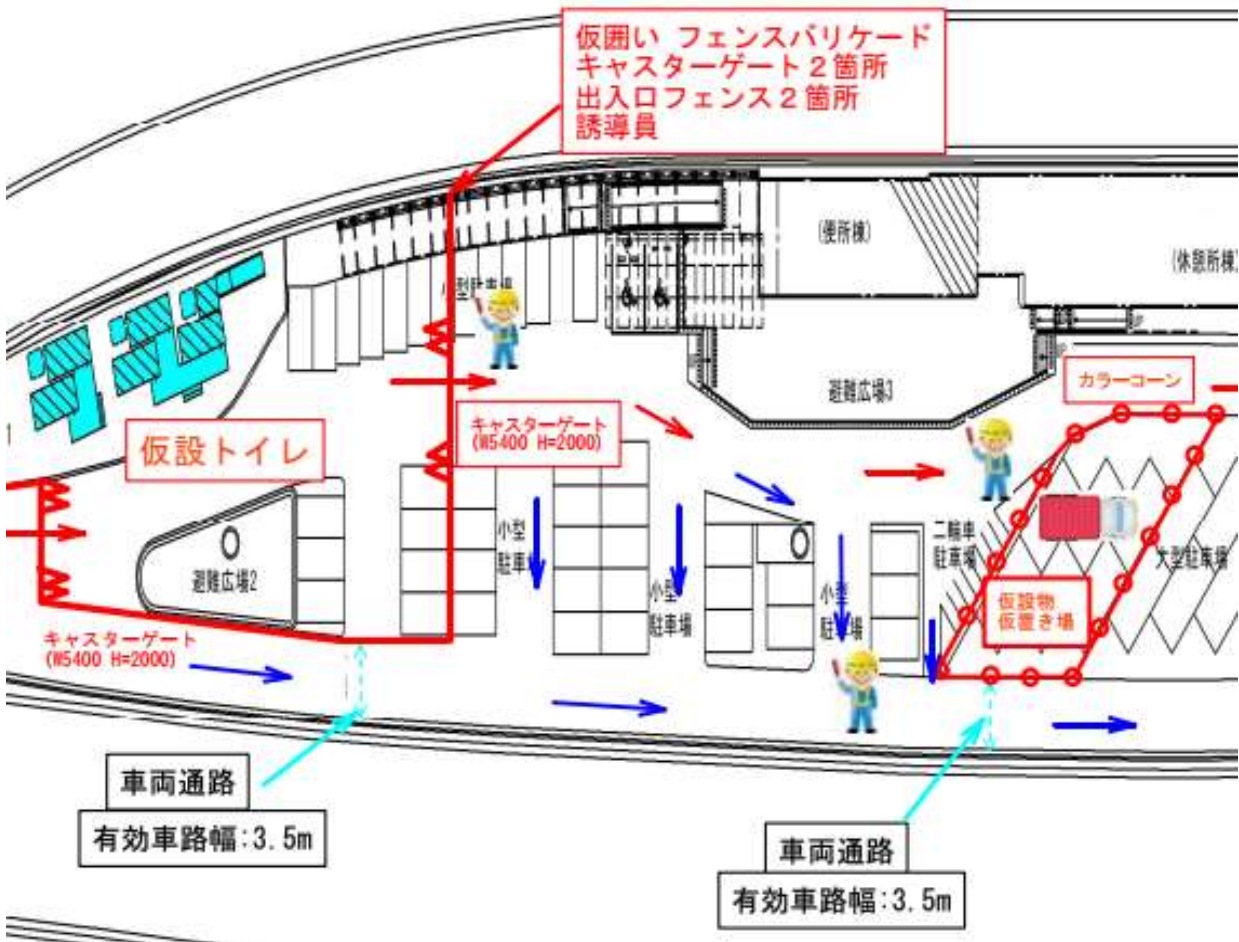 仮囲い フェンスバリケード
キャスターゲート２箇所
出入口フェンス２箇所
誘導員
(便所棟)
(休憩所棟)
小型駐車場
避難広場3
カラーコーン
キャスターゲート
(W5400 H=2000)
仮設トイレ
小型
駐車場
二輪車
駐車場
大型駐車場
避難広場2
小型
駐車場
小型
駐車場
仮設物
仮置き場
キャスターゲート
(W5400 H=2000)
車両通路
有効車路幅:3.5m
車両通路
有効車路幅:3.5m